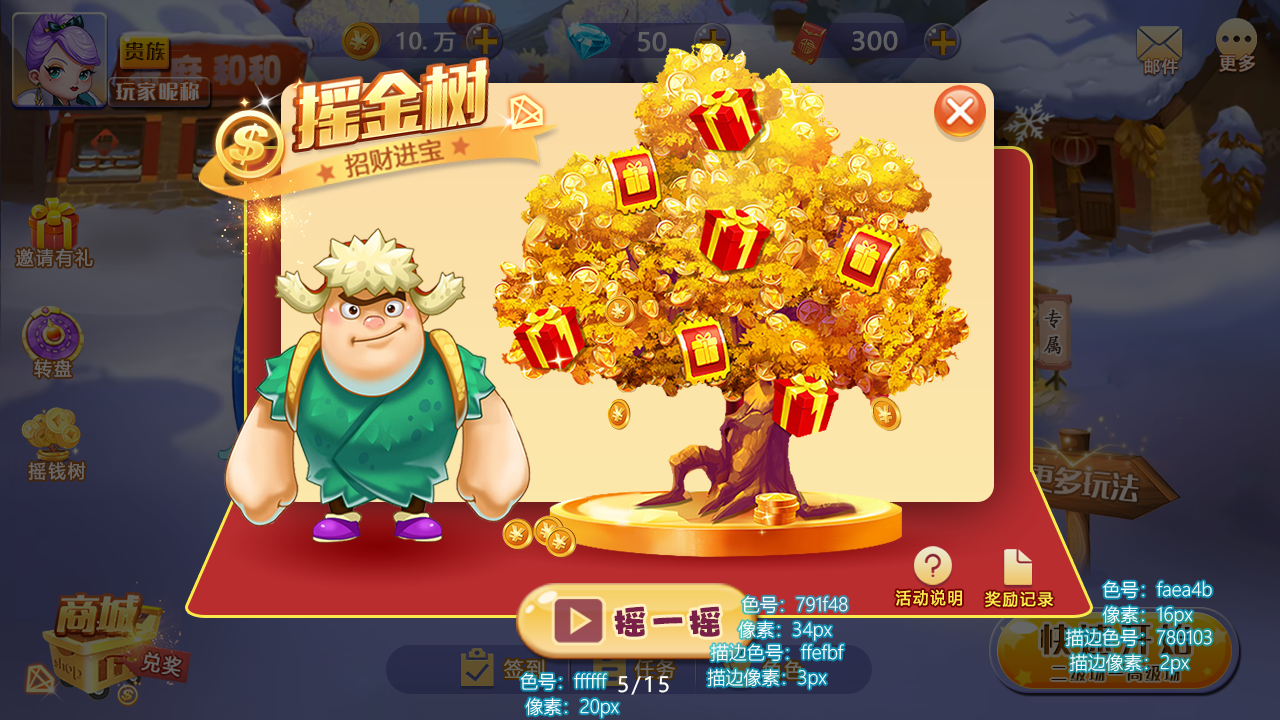 贵族
玩家昵称
和和
10.万
50
300
邮件
更多
摇金树
招财进宝
邀请有礼
转盘
摇钱树
专属
更多玩法
商城
shop
兑奖
活动说明
奖励记录
摇一摇
签到
任务
角色
5/15
快速开始
色号：791f48
像素：34px
描边色号：ffefbf
描边像素：3px
色号：ffffff
像素：20px
色号：faea4b
像素：16px
描边色号：780103
描边像素：2px